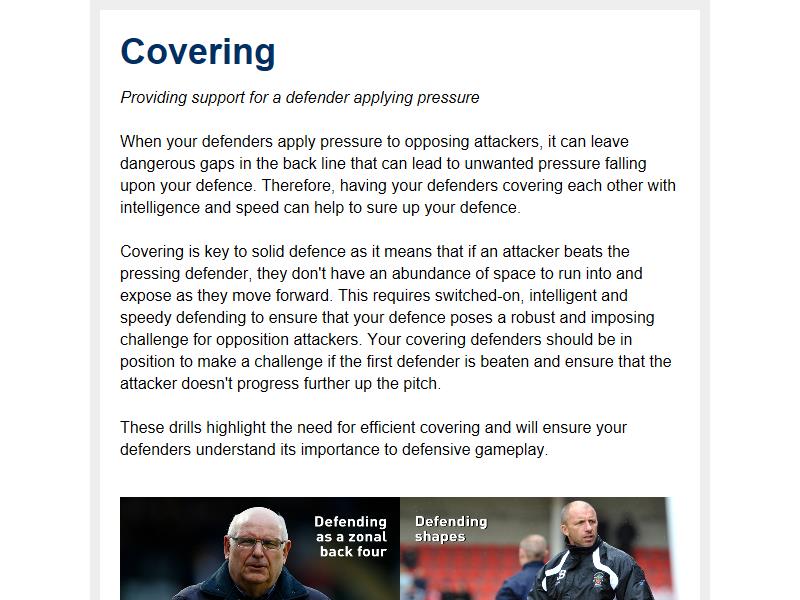 Covering
Providing support for a defender applying pressure
When your defenders apply pressure to opposing attackers, it can leave
dangerous gaps in the back line that can lead to unwanted pressure falling
upon your defence. Therefore, having your defenders covering each other with
intelligence and speed can help to sure up your defence.
Covering is key to solid defence as it means that if an attacker beats the
pressing defender, they don't have an abundance of space to run into and
expose as they move forward. This requires switched-on, intelligent and
speedy defending to ensure that your defence poses a robust and imposing
challenge for opposition attackers. Your covering defenders should be in
position to make a challenge if the first defender is beaten and ensure that the
attacker doesn't progress further up the pitch.
These drills highlight the need for efficient covering and will ensure your
defenders understand its importance to defensive gameplay.
Defending
as a zonal
back four
Defending
shapes